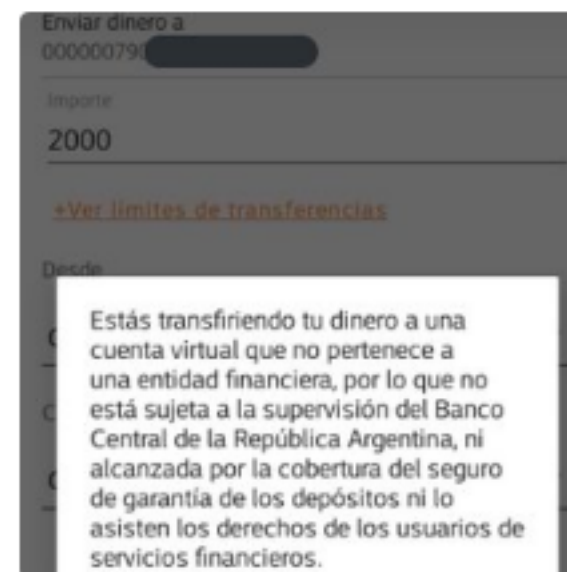 Enviar dinero a
000000790
Importe
2000
+Ver límites de transferencias
Desde
Estás transfiriendo tu dinero a una
cuenta virtual que no pertenece a
una entidad financiera, por lo que no
está sujeta a la supervisión del Banco
Central de la República Argentina, ni
alcanzada por la cobertura del seguro
de garantía de los depósitos ni lo
asisten los derechos de los usuarios de
servicios financieros.